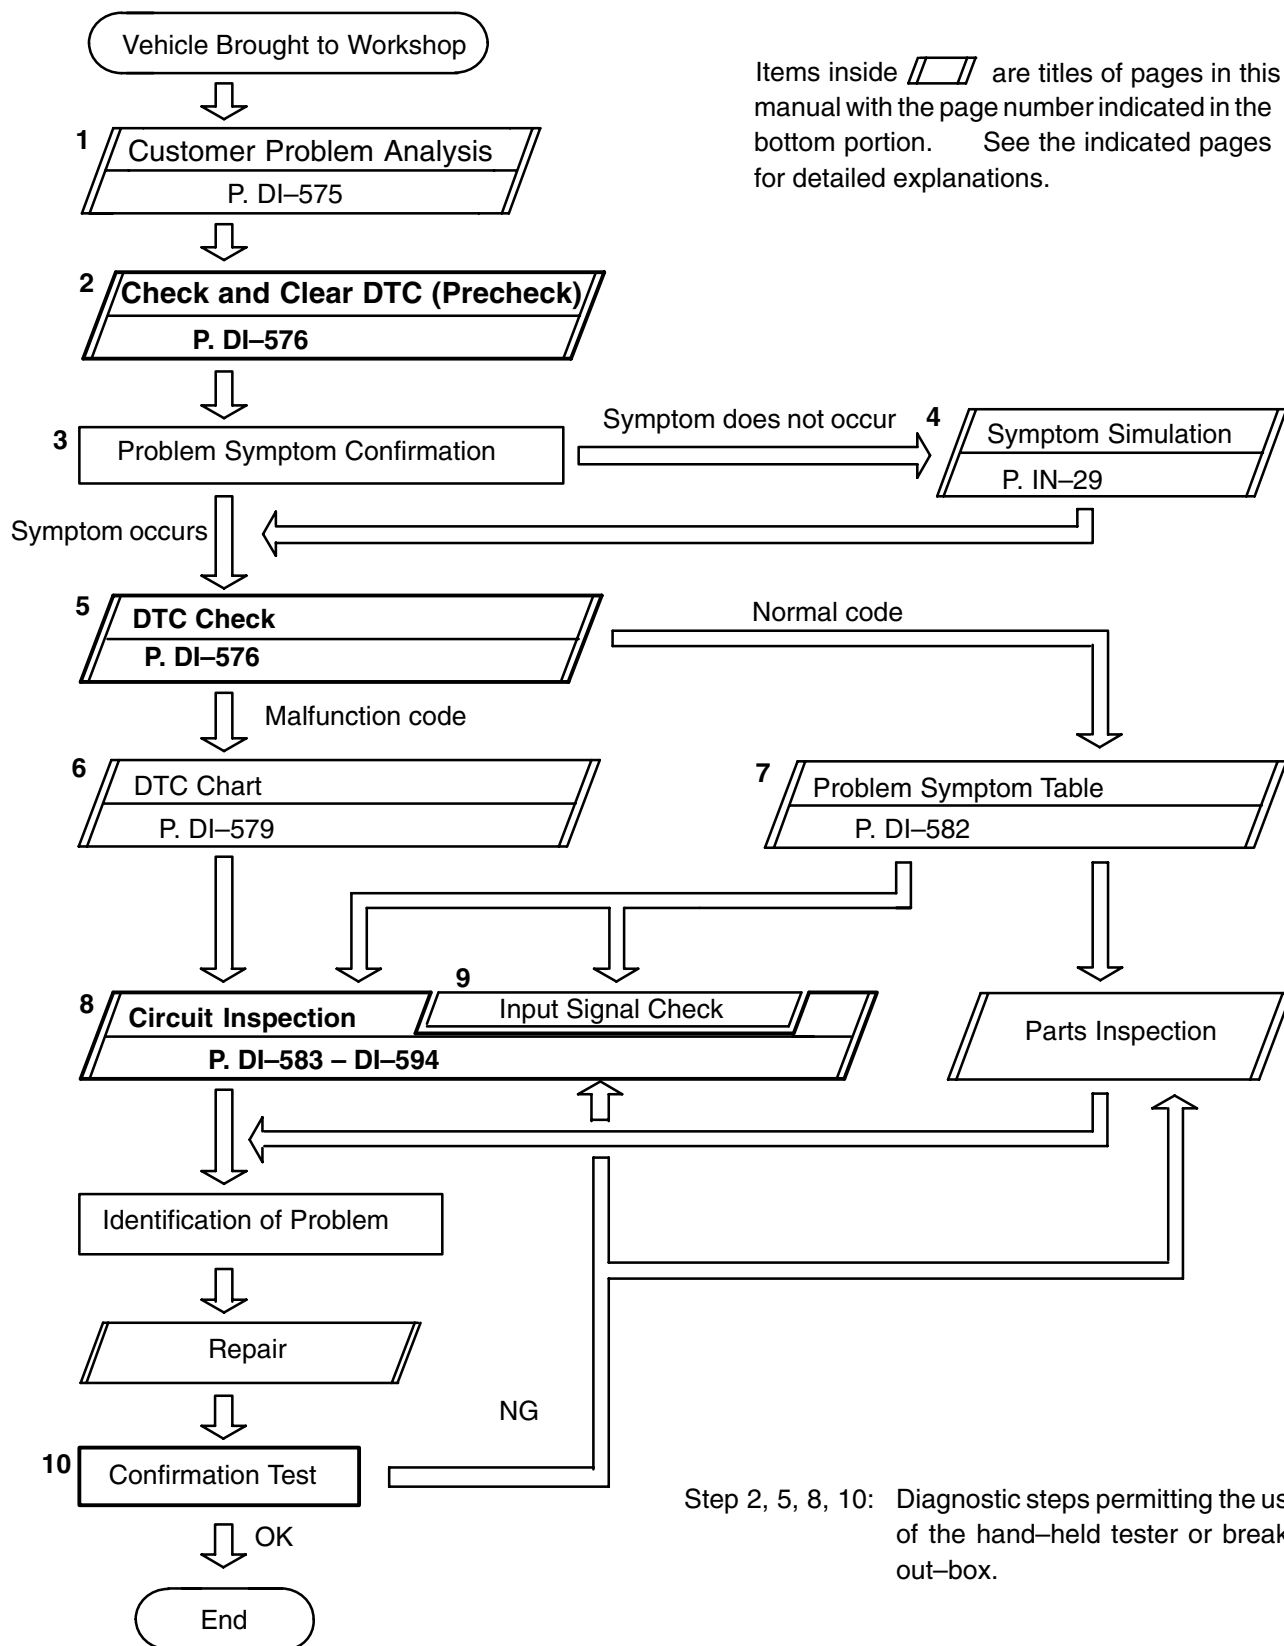 Vehicle Brought to Workshop
Items inside are titles of pages in this
manual with the page number indicated in the
bottom portion. See the indicated pages
for detailed explanations.
1
Customer Problem Analysis
P. DI–575
2
Check and Clear DTC (Precheck)
P. DI–576
3
Problem Symptom Confirmation
Symptom does not occur
4
Symptom Simulation
P. IN–29
Symptom occurs
5
DTC Check
P. DI–576
Normal code
Malfunction code
6
DTC Chart
P. DI–579
7
Problem Symptom Table
P. DI–582
8
Circuit Inspection
P. DI–583 – DI–594
9
Input Signal Check
Parts Inspection
Identification of Problem
Repair
NG
10
Confirmation Test
OK
End
Step 2, 5, 8, 10: Diagnostic steps permitting the us
of the hand–held tester or break
out–box.